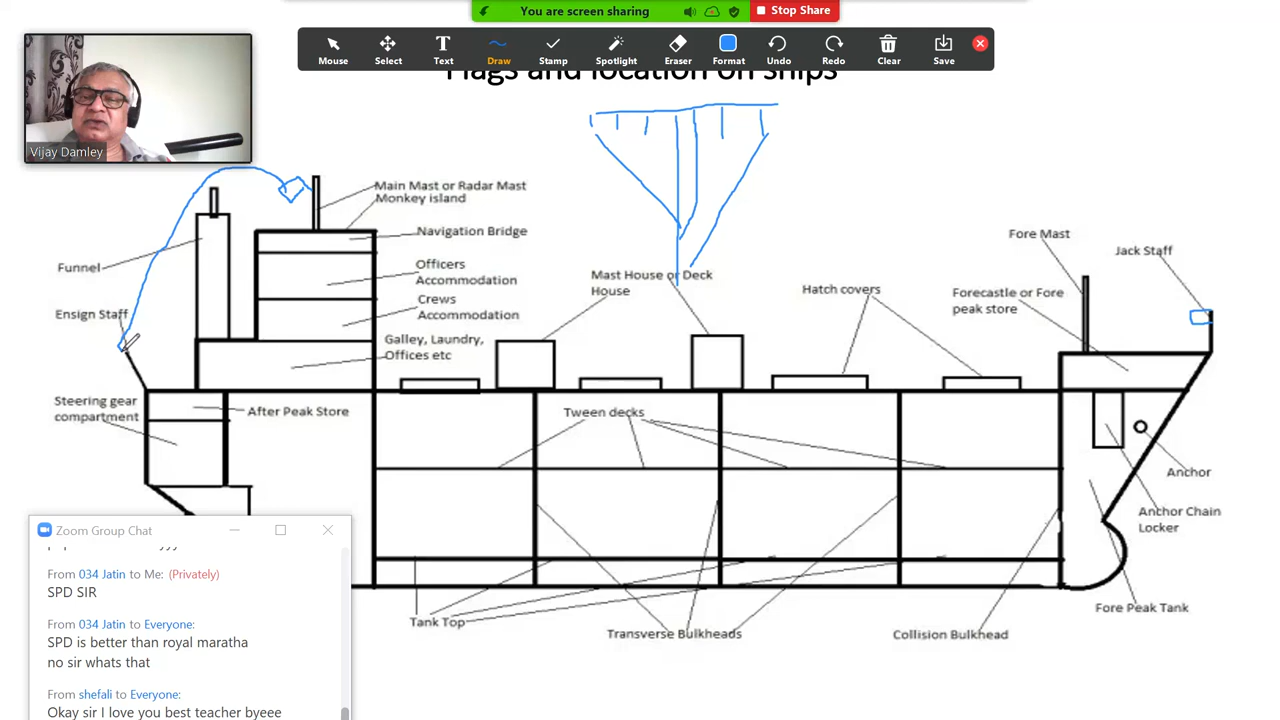 You are screen sharing
Stop Share
Mouse
Select
Text
Draw
Stamp
Spotlight
Eraser
Format
Undo
Redo
Clear
Save
Flags and location on ships
Vijay Damley
Main Mast or Radar Mast
Monkey island
Navigation Bridge
Officers
Accommodation
Crews
Accommodation
Galley, Laundry,
Offices etc
Funnel
Ensign Staff
Steering gear
compartment
After Peak Store
Mast House or Deck
House
Hatch covers
Fore Mast
Jack Staff
Forecastle or Fore
peak store
Tween decks
Anchor
Anchor Chain
Locker
Fore Peak Tank
Tank Top
Transverse Bulkheads
Collision Bulkhead
Zoom Group Chat
From 034 Jatin to Me: (Privately)
SPD SIR
From 034 Jatin to Everyone:
SPD is better than royal maratha
no sir whats that
From shefali to Everyone:
Okay sir I love you best teacher byeee